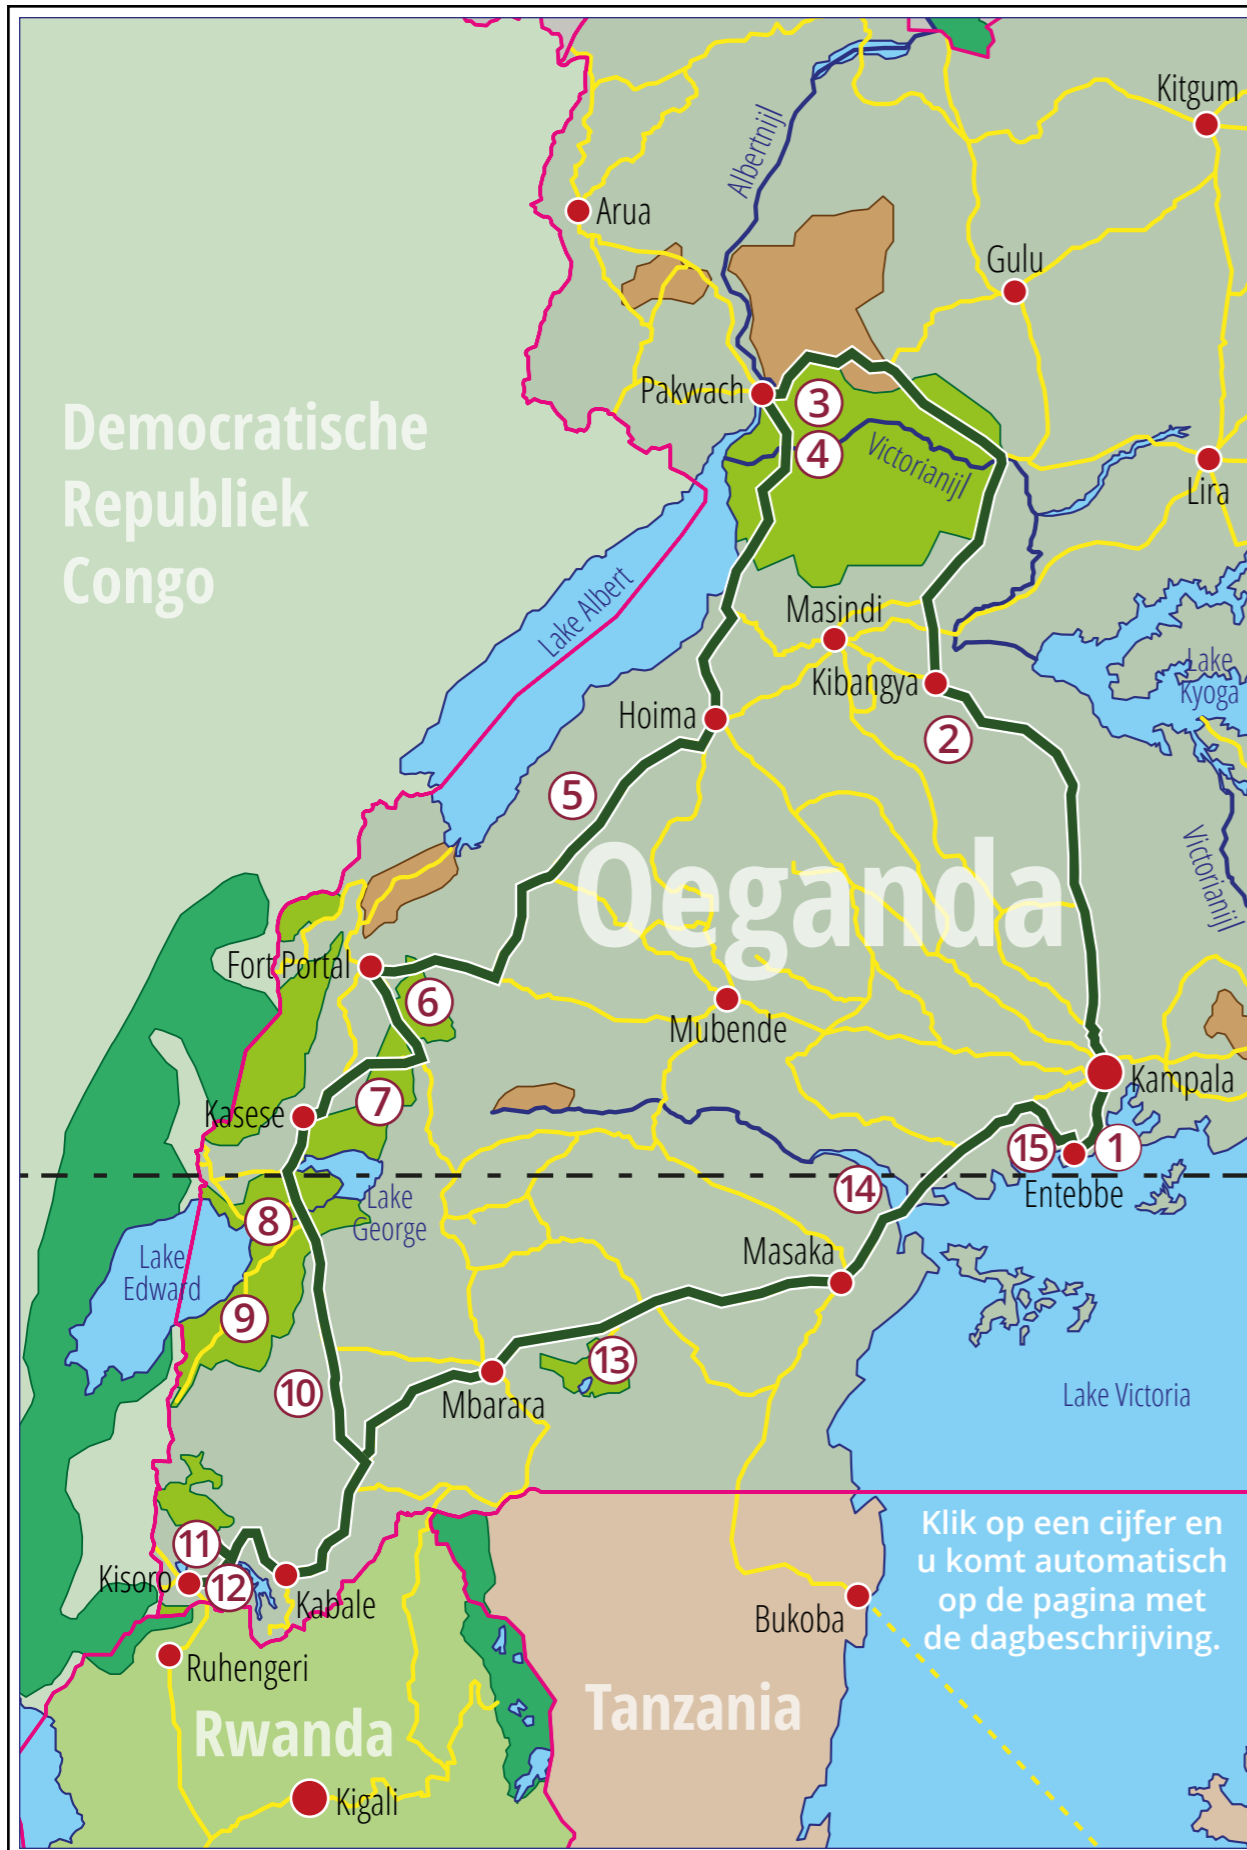 Kitgum
Albertnijl
Arua
Gulu
Pakwach
3
4
Victorianijl
Lira
Democratische
Republiek
Congo
Lake Albert
Masindi
Kibangya
Lake
Kyoga
Hoima
2
5
Victorianijl
Oeganda
Fort Portal
6
Mubende
Kampala
7
Kasese
15
1
14
Entebbe
Lake
George
8
Lake
Edward
Masaka
9
13
10
Mbarara
Lake Victoria
11
Kisoro
12
Kabale
Klik op een cijfer en
u komt automatisch
op de pagina met
de dagbeschrijving.
Bukoba
Ruhengeri
Rwanda
Tanzania
Kigali